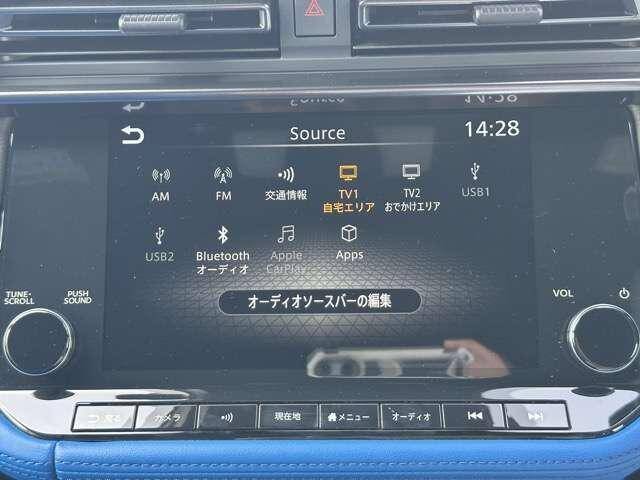 Source 14:28
AM
FM
交通情報
TV1
自宅エリア
TV2
おでかけエリア
USB1
USB2
Bluetooth
オーディオ
Apple
CarPlay
Apps
オーディオソースバーの編集
TUNE・
SCROLL
PUSH
SOUND
VOL
戻る
カメラ
現在地
メニュー
オーディオ